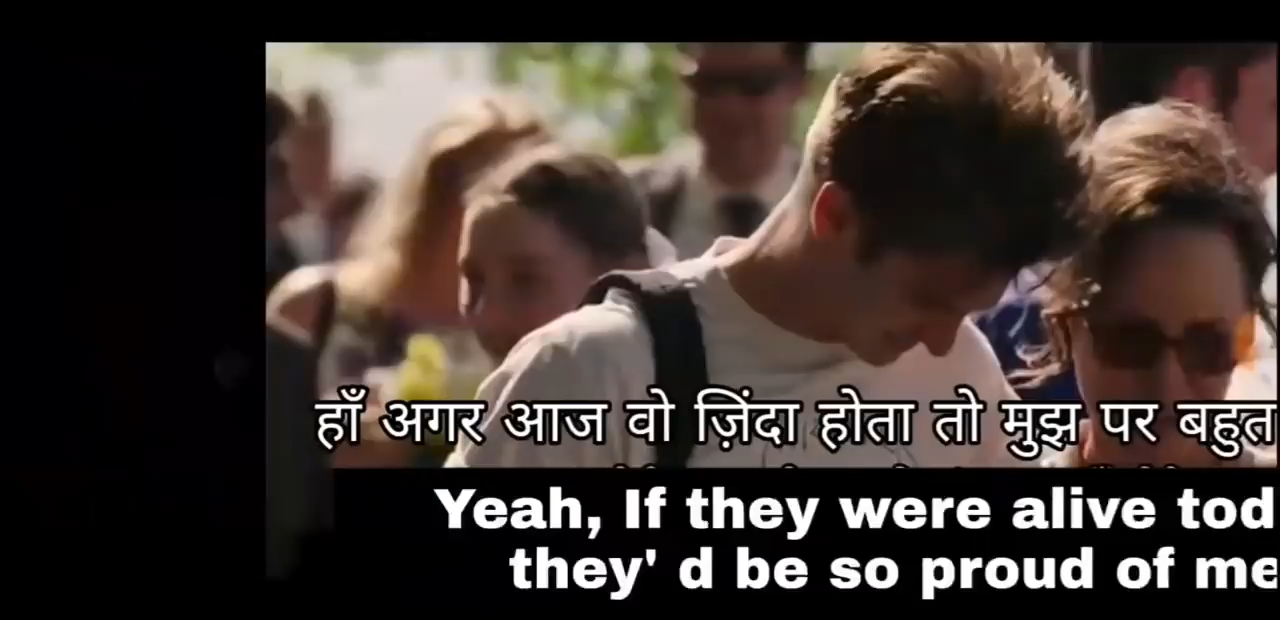 हाँ अगर आज वो ज़िंदा होता तो मुझ पर बहुत
Yeah, If they were alive tod
they' d be so proud of me